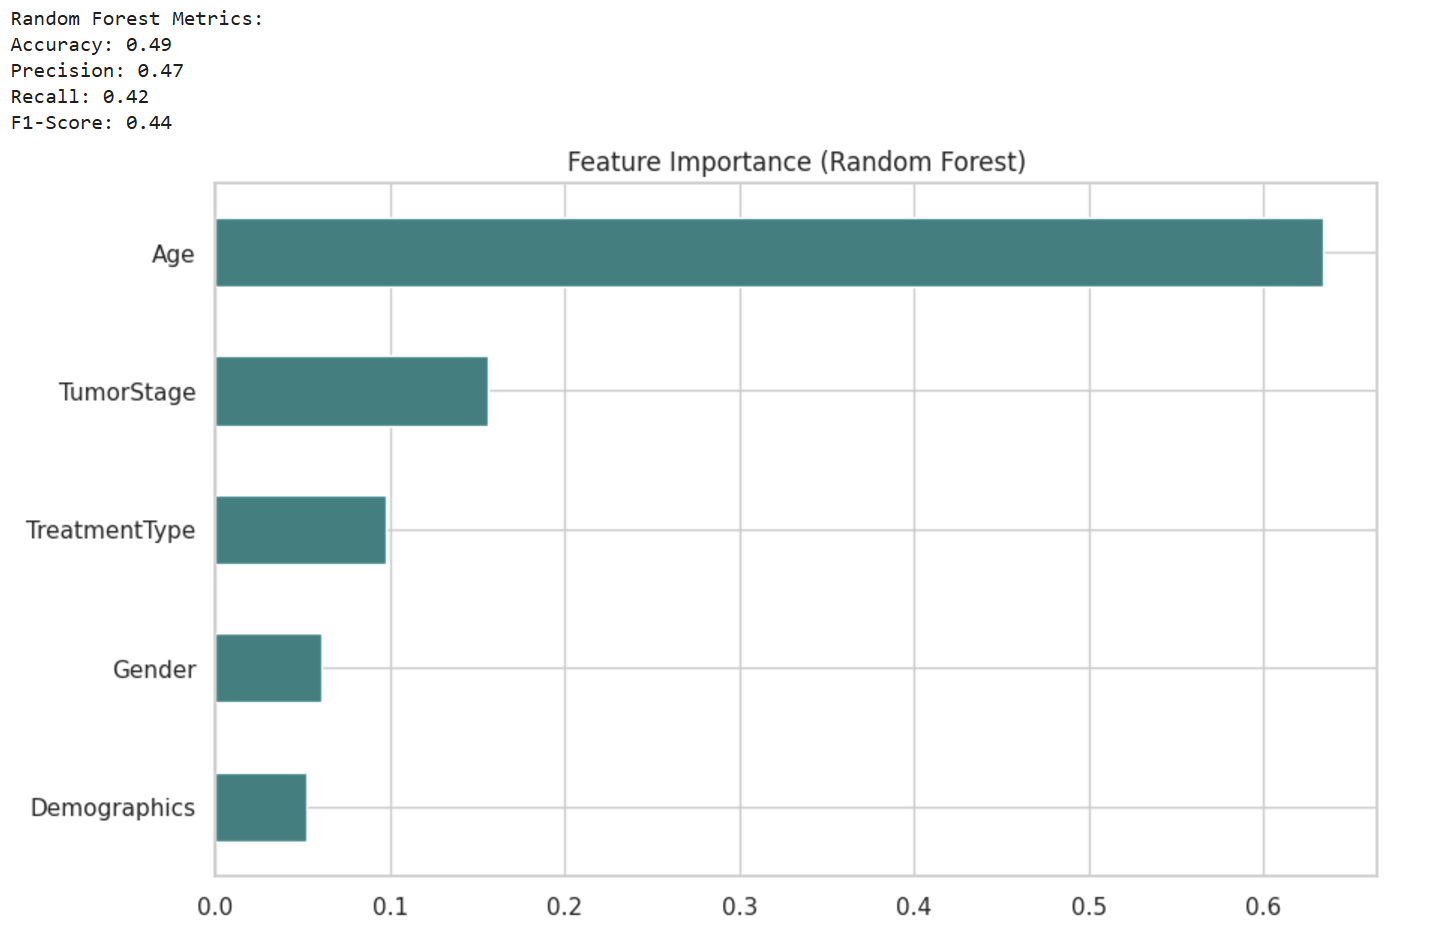 Random Forest Metrics:
Accuracy: 0.49
Precision: 0.47
Recall: 0.42
F1-Score: 0.44
Feature Importance (Random Forest)
Age
TumorStage
TreatmentType
Gender
Demographics
0.0 0.1 0.2 0.3 0.4 0.5 0.6